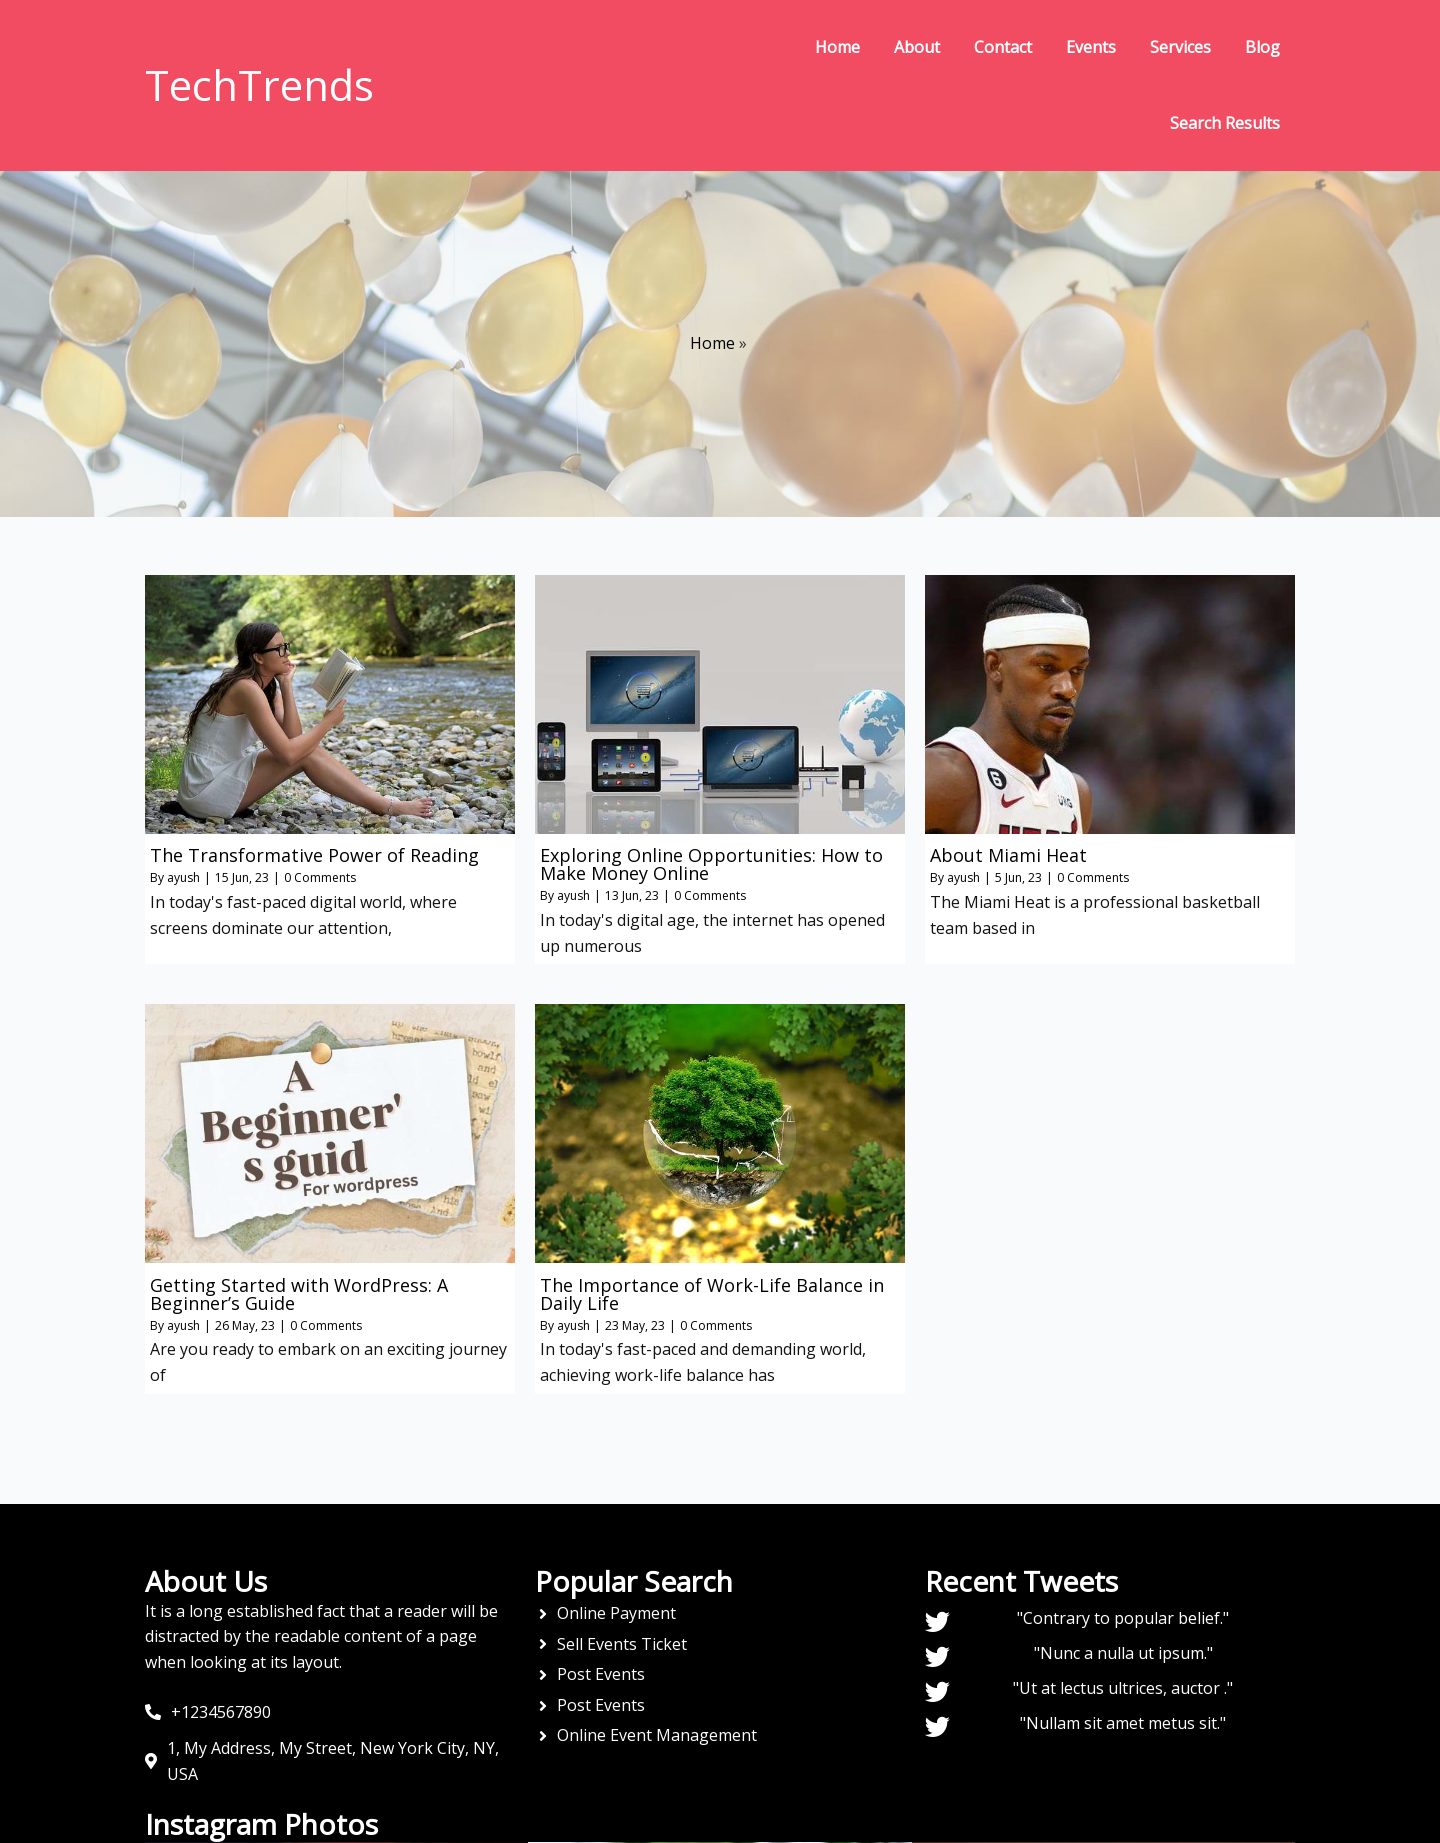 Home About Contact Events Services Blog
TechTrends
Search Results
Home »
UKG
HEAT
The Transformative Power of Reading
By ayush | 15 Jun, 23 | 0 Comments
In today's fast-paced digital world, where
screens dominate our attention,
Exploring Online Opportunities: How to
Make Money Online
By ayush | 13 Jun, 23 | 0 Comments
In today's digital age, the internet has opened
up numerous
About Miami Heat
By ayush | 5 Jun, 23 | 0 Comments
The Miami Heat is a professional basketball
team based in
A
Beginner'
s guid
For wordpress
Getting Started with WordPress: A
Beginner’s Guide
By ayush | 26 May, 23 | 0 Comments
Are you ready to embark on an exciting journey
of
The Importance of Work-Life Balance in
Daily Life
By ayush | 23 May, 23 | 0 Comments
In today's fast-paced and demanding world,
achieving work-life balance has
About Us
It is a long established fact that a reader will be
distracted by the readable content of a page
when looking at its layout.
+1234567890
1, My Address, My Street, New York City, NY,
USA
Popular Search
Online Payment
Sell Events Ticket
Post Events
Post Events
Online Event Management
Recent Tweets
"Contrary to popular belief."
"Nunc a nulla ut ipsum."
"Ut at lectus ultrices, auctor ."
"Nullam sit amet metus sit."
Instagram Photos